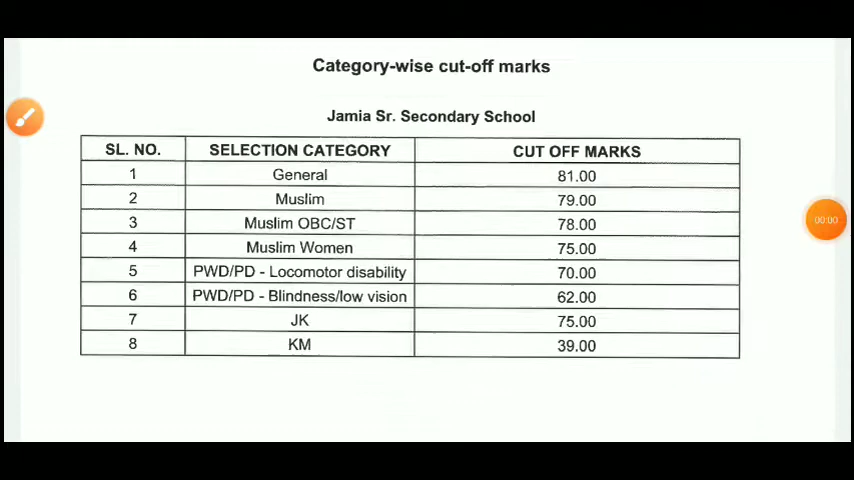 Category-wise cut-off marks
Jamia Sr. Secondary School
SL. NO. SELECTION CATEGORY CUT OFF MARKS
1 General 81.00
2 Muslim 79.00
3 Muslim OBC/ST 78.00
4 Muslim Women 75.00
5 PWD/PD - Locomotor disability 70.00
6 PWD/PD - Blindness/low vision 62.00
7 JK 75.00
8 KM 39.00
00:00